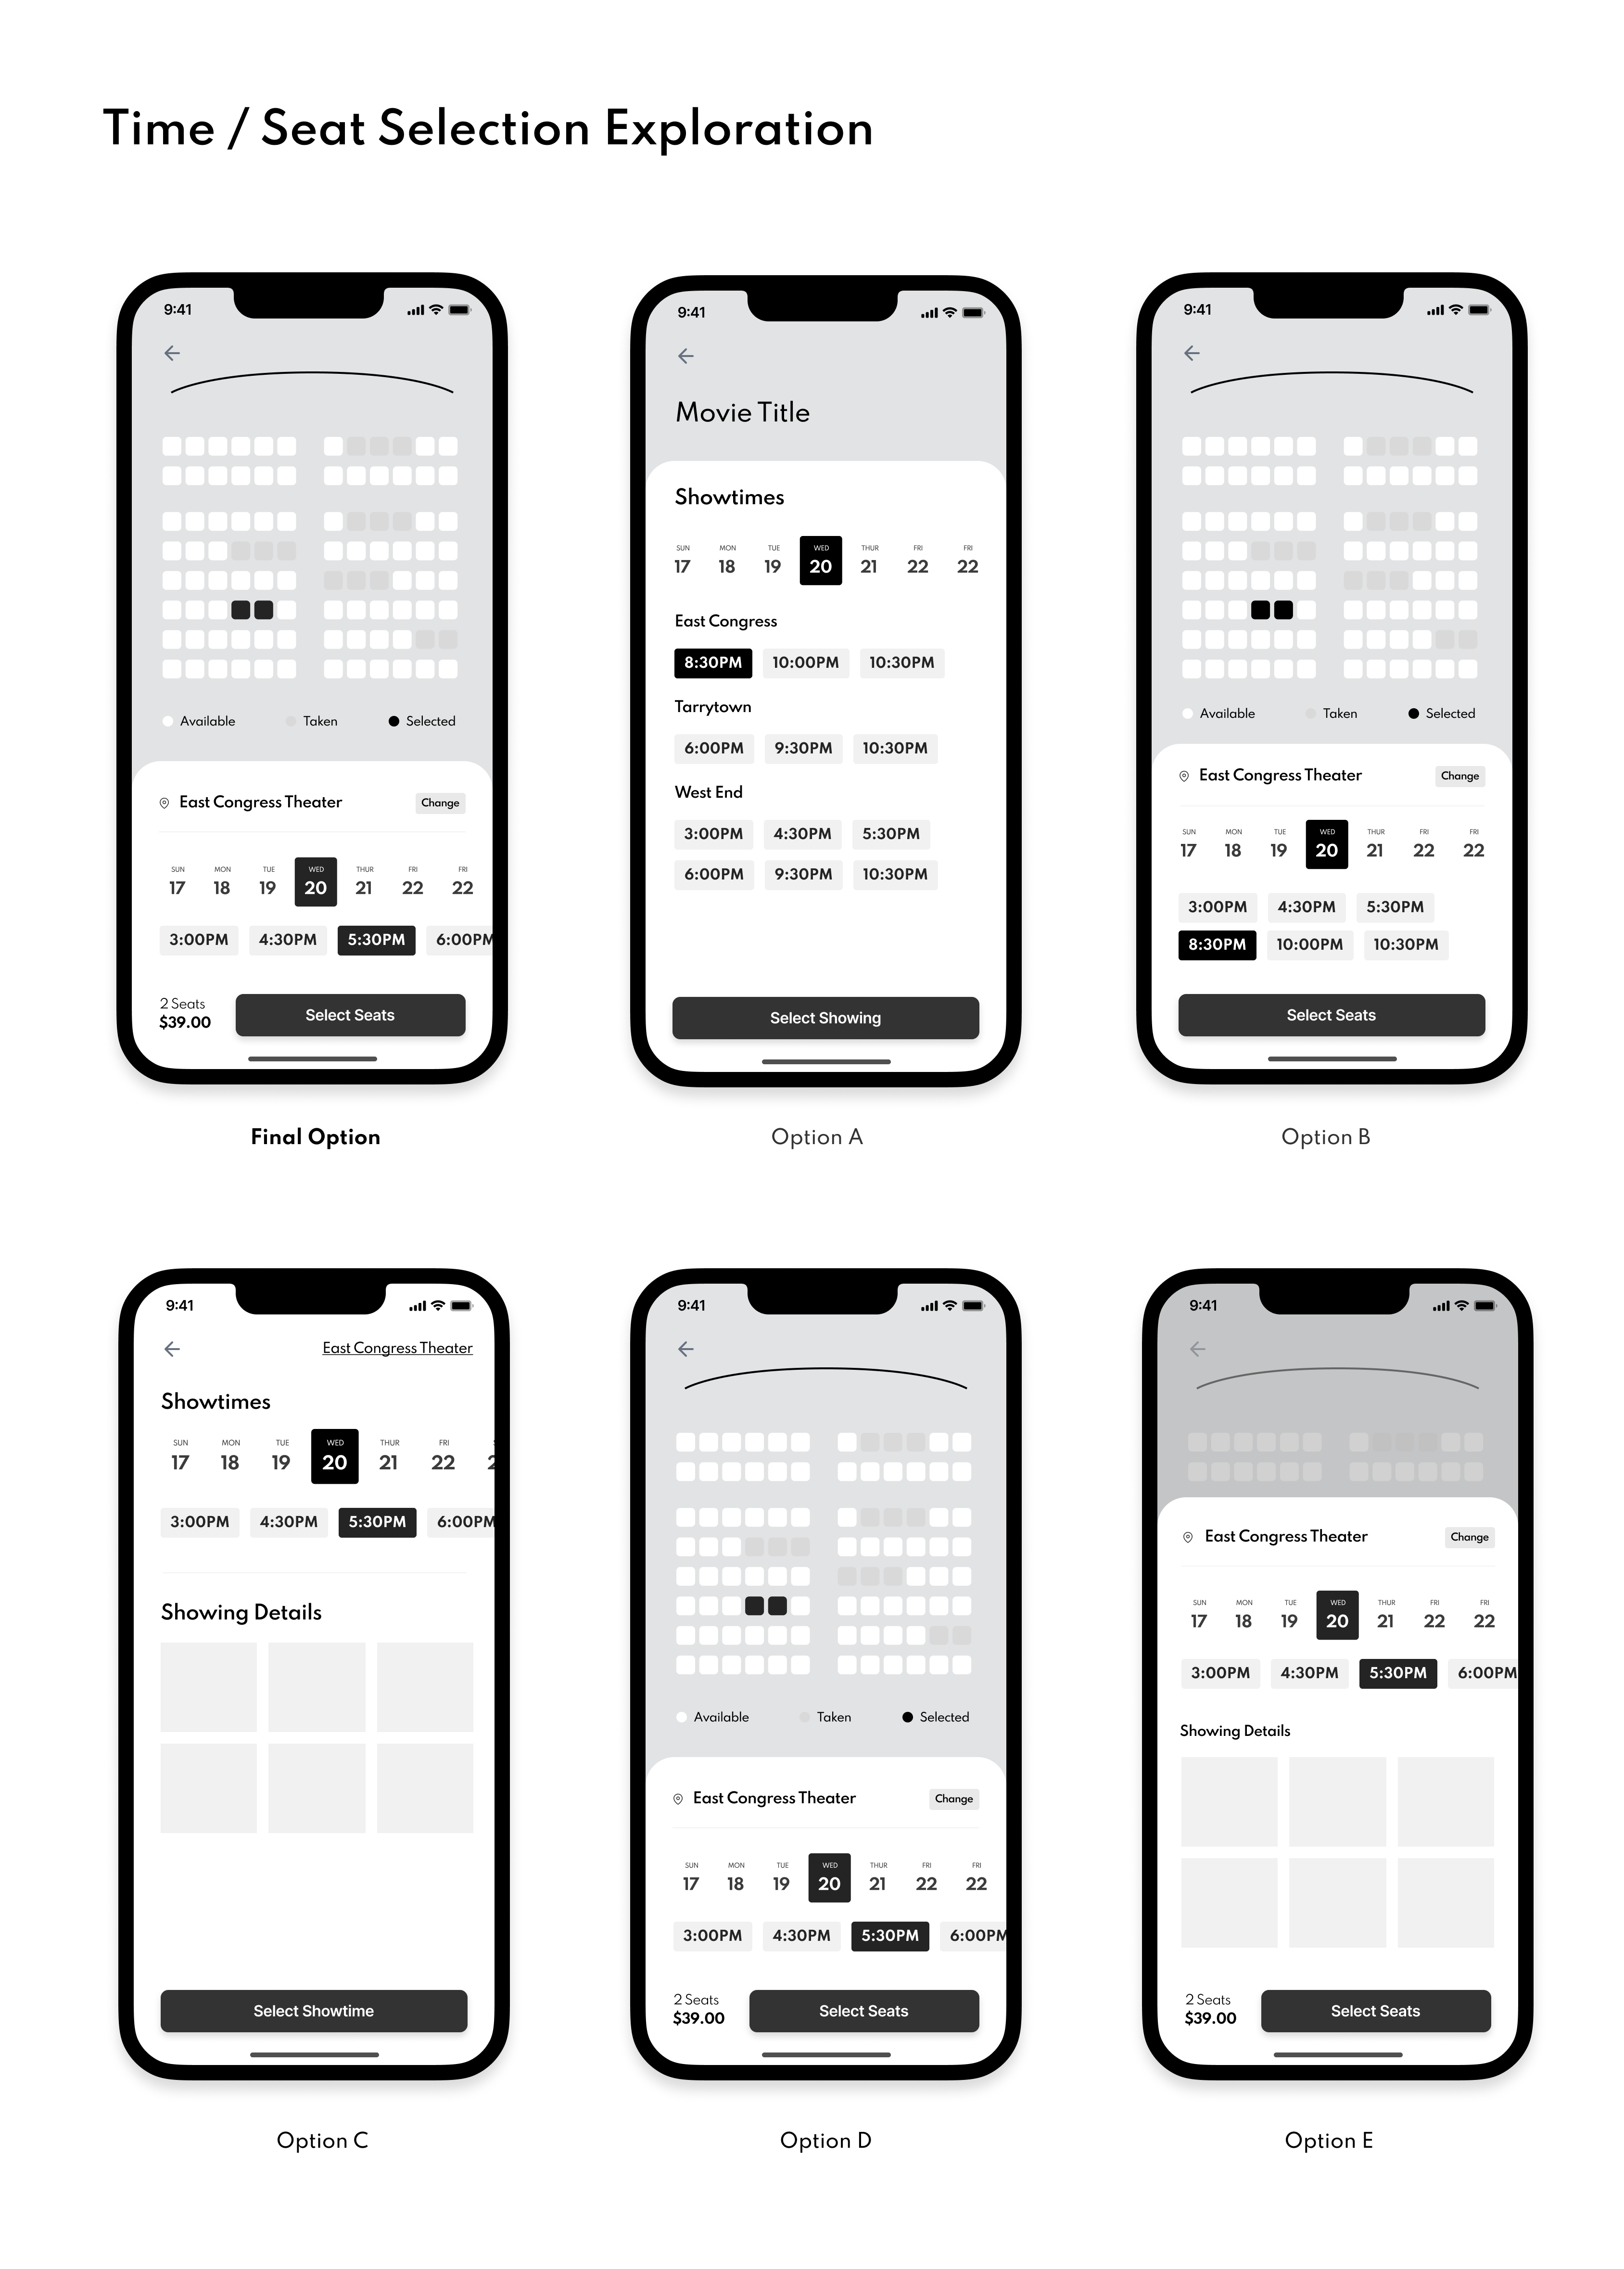 Time / Seat Selection Exploration
9:41
Available Taken Selected
East Congress Theater Change
SUN MON TUE WED THUR FRI FRI
17 18 19 20 21 22 22
3:00PM 4:30PM 5:30PM 6:00PM
2 Seats
$39.00
Select Seats
Final Option
9:41
Movie Title
Showtimes
SUN MON TUE WED THUR FRI FRI
17 18 19 20 21 22 22
East Congress
8:30PM 10:00PM 10:30PM
Tarrytown
6:00PM 9:30PM 10:30PM
West End
3:00PM 4:30PM 5:30PM
6:00PM 9:30PM 10:30PM
Select Showing
Option A
9:41
Available Taken Selected
East Congress Theater Change
SUN MON TUE WED THUR FRI FRI
17 18 19 20 21 22 22
3:00PM 4:30PM 5:30PM
8:30PM 10:00PM 10:30PM
Select Seats
Option B
9:41
East Congress Theater
Showtimes
SUN MON TUE WED THUR FRI
17 18 19 20 21 22 2
3:00PM 4:30PM 5:30PM 6:00PM
Showing Details
Select Showtime
Option C
9:41
Available Taken Selected
East Congress Theater Change
SUN MON TUE WED THUR FRI FRI
17 18 19 20 21 22 22
3:00PM 4:30PM 5:30PM 6:00PM
2 Seats
$39.00
Select Seats
Option D
9:41
East Congress Theater Change
SUN MON TUE WED THUR FRI FRI
17 18 19 20 21 22 22
3:00PM 4:30PM 5:30PM 6:00PM
Showing Details
2 Seats
$39.00
Select Seats
Option E